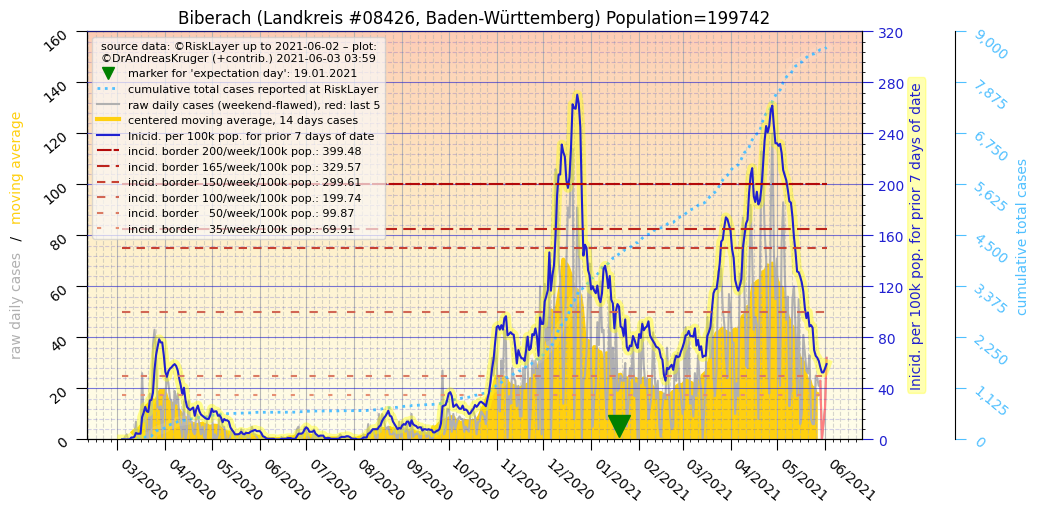 Biberach (Landkreis #08426, Baden-Württemberg) Population=199742
source data: ©RiskLayer up to 2021-06-02 – plot:
©DrAndreasKruger (+contrib.) 2021-06-03 03:59
marker for 'expectation day': 19.01.2021
cumulative total cases reported at RiskLayer
raw daily cases (weekend-flawed), red: last 5
centered moving average, 14 days cases
Inicid. per 100k pop. for prior 7 days of date
incid. border 200/week/100k pop.: 399.48
incid. border 165/week/100k pop.: 329.57
incid. border 150/week/100k pop.: 299.61
incid. border 100/week/100k pop.: 199.74
incid. border   50/week/100k pop.: 99.87
incid. border   35/week/100k pop.: 69.91
raw daily cases   /   moving average
160
140
120
100
80
60
40
20
0
03/2020
04/2020
05/2020
06/2020
07/2020
08/2020
09/2020
10/2020
11/2020
12/2020
01/2021
02/2021
03/2021
04/2021
05/2021
06/2021
320
280
240
200
160
120
80
40
0
Inicid. per 100k pop. for prior 7 days of date
9,000
7,875
6,750
5,625
4,500
3,375
2,250
1,125
0
cumulative total cases